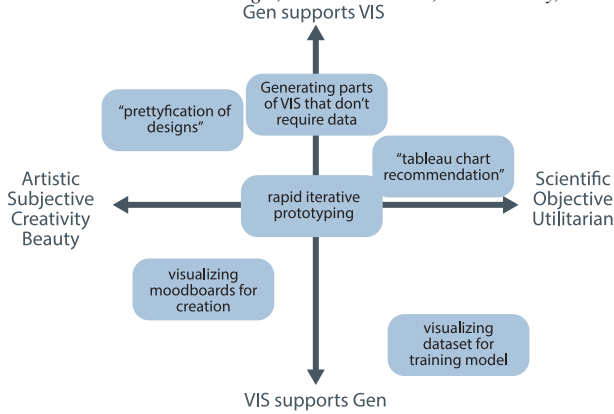 Gen supports VIS
Generating parts
of VIS that don't
require data
“prettyfication of
designs”
“tableau chart
recommendation”
Artistic
Subjective
Creativity
Beauty
rapid iterative
prototyping
Scientific
Objective
Utilitarian
visualizing
moodboards for
creation
visualizing
dataset for
training model
VIS supports Gen